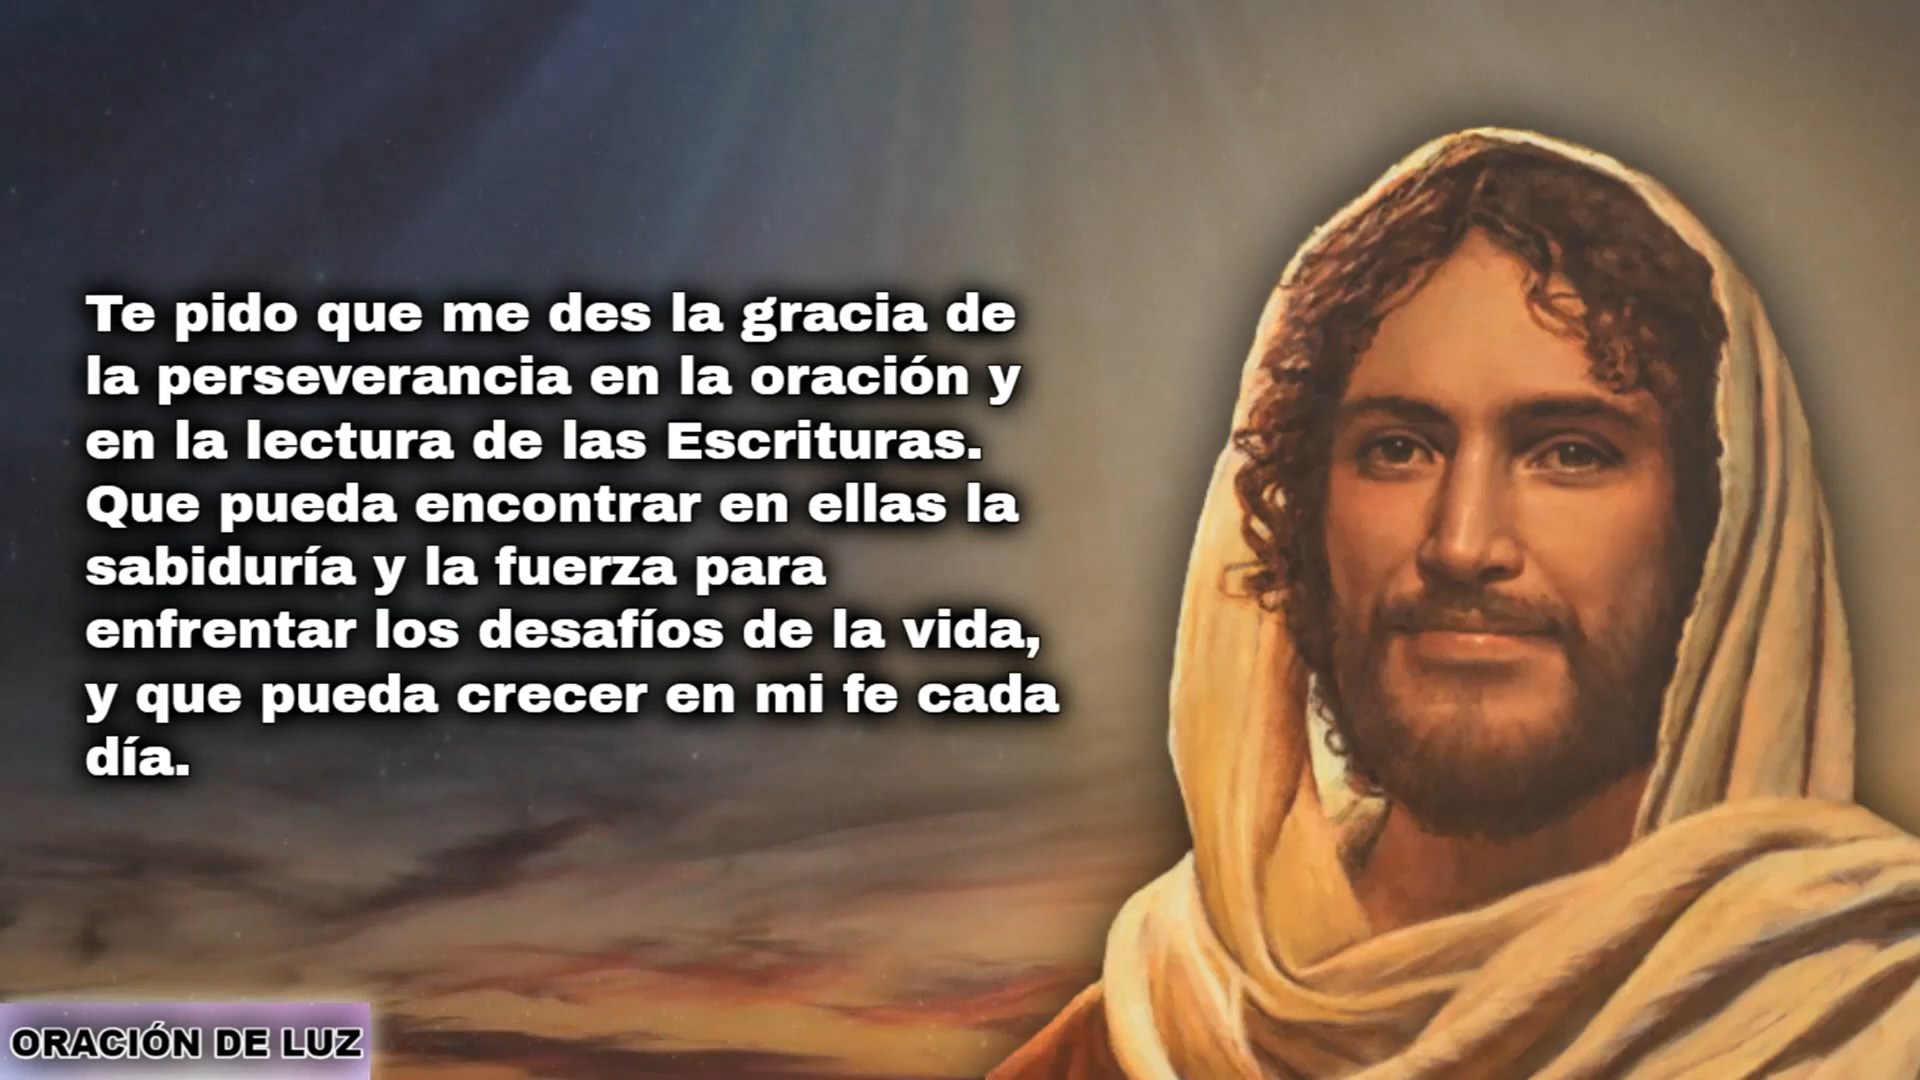 Te pido que me des la gracia de
la perseverancia en la oración y
en la lectura de las Escrituras.
Que pueda encontrar en ellas la
sabiduría y la fuerza para
enfrentar los desafíos de la vida,
y que pueda crecer en mi fe cada
día.
ORACIÓN DE LUZ